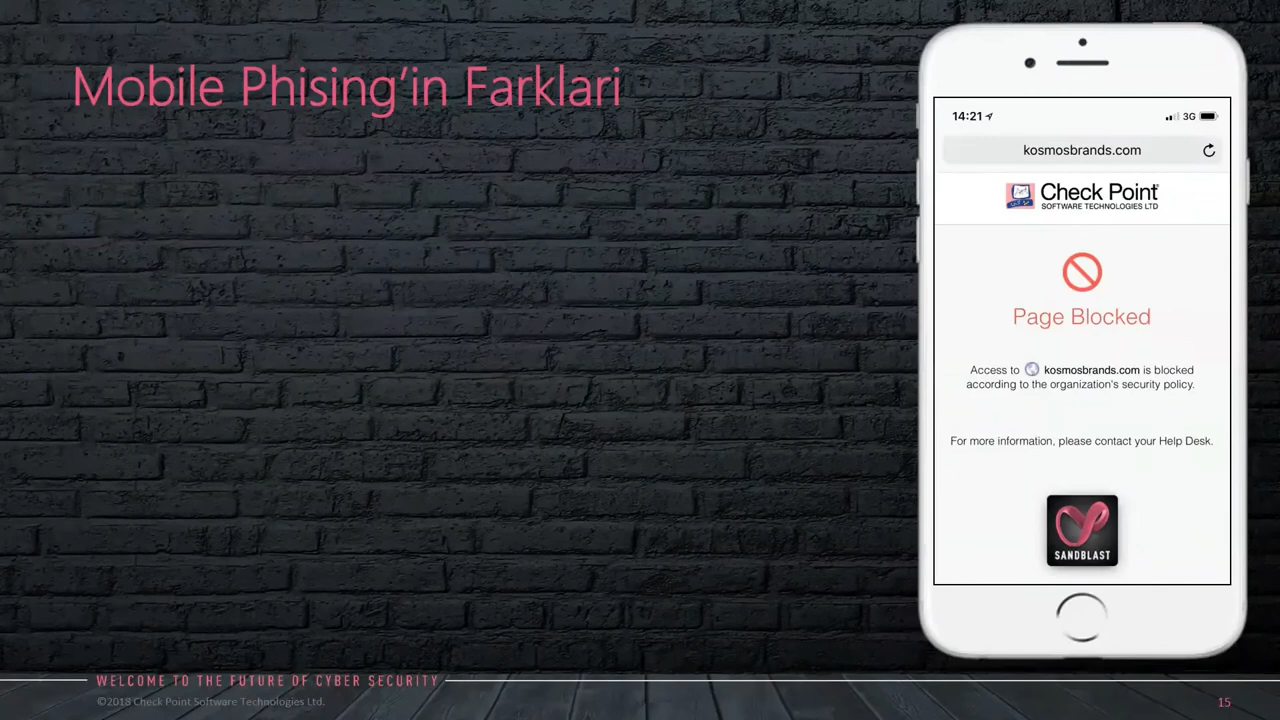 Mobile Phising'in Farklari
14:21
3G
kosmosbrands.com
Check Point
SOFTWARE TECHNOLOGIES LTD
Page Blocked
Access to kosmosbrands.com is blocked
according to the organization's security policy.
For more information, please contact your Help Desk.
SANDBLAST
WELCOME TO THE FUTURE OF CYBER SECURITY
©2018 Check Point Software Technologies Ltd.
15